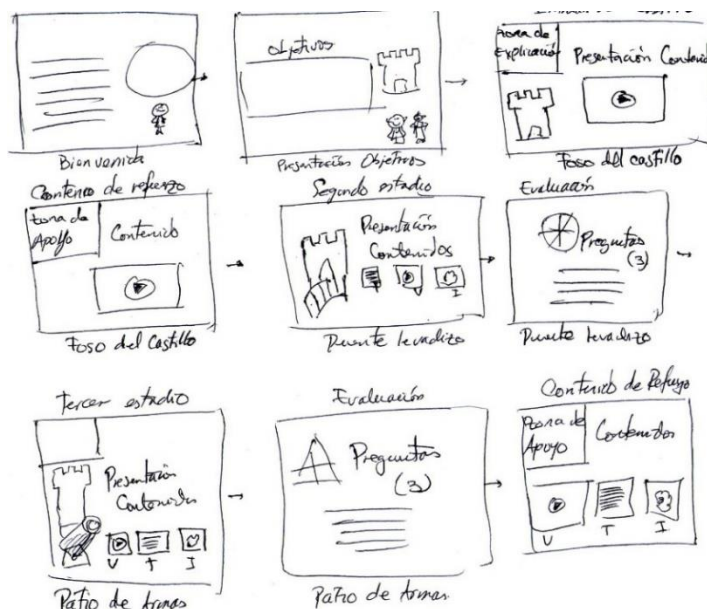 Objetivos
zona de
Explicación
Presentación Conteni
Bienvenida
Presentación Objetivos
Foso del castillo
Contenido de refuerzo
Segundo estadio
Evaluación
zona de
Apoyo
Contenido
Presentación
Contenidos
I
Preguntas
(3)
Foso del Castillo
Puente levadizo
Puente levadizo
Tercer estadio
Evaluación
Contenido de Refuerzo
Presentación
Contenidos
V T I
Preguntas
(3)
zona de
Apoyo
Contenidos
V T I
Patio de Armas
Patio de Armas